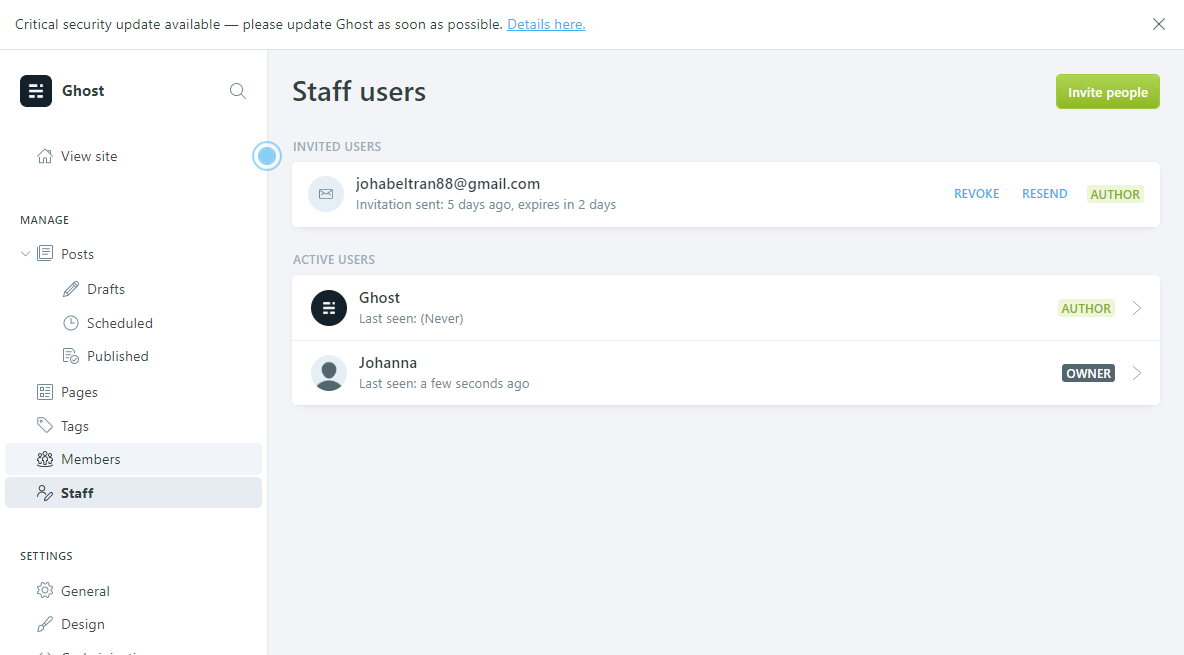 Critical security update available — please update Ghost as soon as possible. Details here.
Ghost
View site
MANAGE
Posts
Drafts
Scheduled
Published
Pages
Tags
Members
Staff
SETTINGS
General
Design
Staff users
Invite people
INVITED USERS
johabeltran88@gmail.com
Invitation sent: 5 days ago, expires in 2 days
REVOKE RESEND AUTHOR
ACTIVE USERS
Ghost
Last seen: (Never)
AUTHOR
Johanna
Last seen: a few seconds ago
OWNER